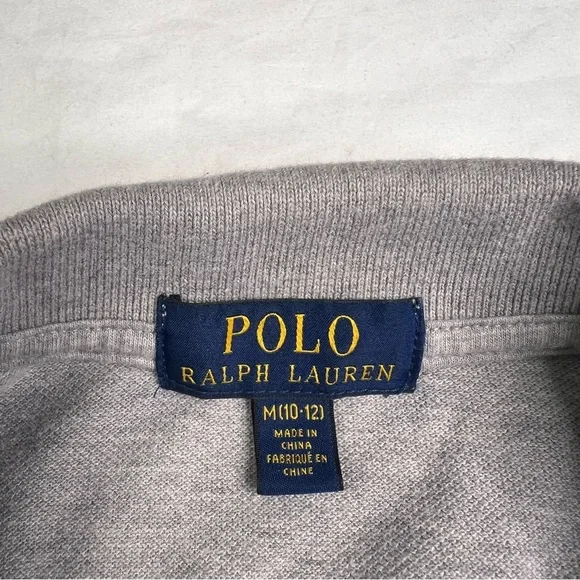 POLO
RALPH LAUREN
M(10-12)
MADE IN
CHINA
FABRIQUÉ EN
CHINE